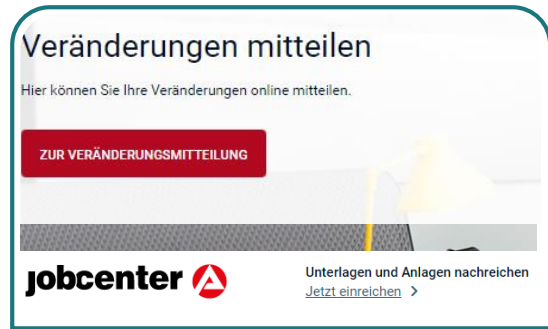 Veränderungen mitteilen
Hier können Sie Ihre Veränderungen online mitteilen.
ZUR VERÄNDERUNGSMITTEILUNG
jobcenter
Unterlagen und Anlagen nachreichen
Jetzt einreichen